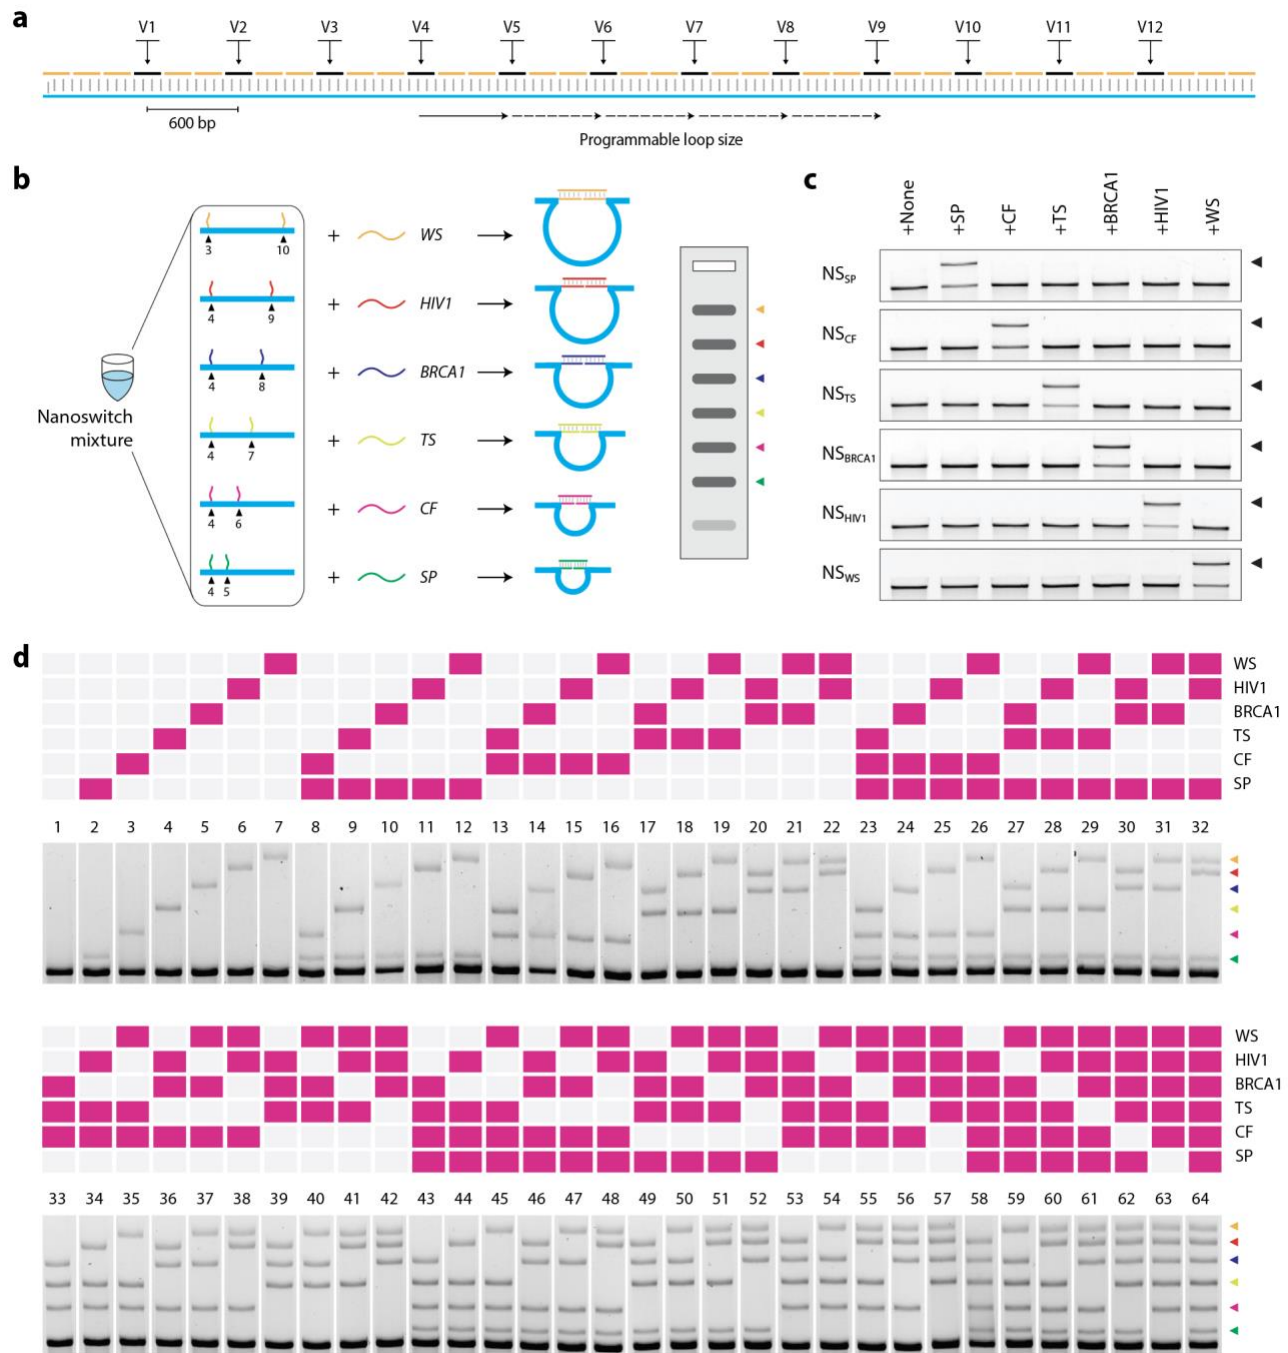 a
V1 V2 V3 V4 V5 V6 V7 V8 V9 V10 V11 V12
600 bp
Programmable loop size
b
Nanoswitch
mixture
3 10
+ WS
4 9
+ HIV1
4 8
+ BRCA1
4 7
+ TS
4 6
+ CF
4 5
+ SP
c
+None
+SP
+CF
+TS
+BRCA1
+HIV1
+WS
NSSP
NSCF
NSTS
NSBRCA1
NSHIV1
NSWS
d
WS
HIV1
BRCA1
TS
CF
SP
1 2 3 4 5 6 7 8 9 10 11 12 13 14 15 16 17 18 19 20 21 22 23 24 25 26 27 28 29 30 31 32
WS
HIV1
BRCA1
TS
CF
SP
33 34 35 36 37 38 39 40 41 42 43 44 45 46 47 48 49 50 51 52 53 54 55 56 57 58 59 60 61 62 63 64